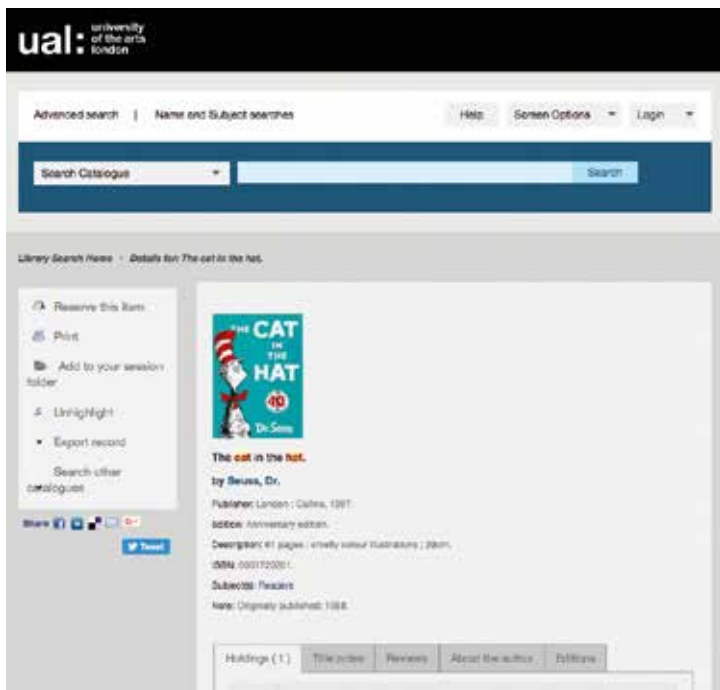 ual: university of the arts london
Advanced search | Name and Subject searches
Help
Screen Options
Login
Search Catalogue
Search
Library Search Home
Details for: The cat in the hat.
Reserve this item
Print
Add to your session
folder
Unhighlight
Export record
Search other
catalogues
Share
Tweet
THE CAT
IN
THE
HAT
Dr. Seuss
The cat in the hat.
by Seuss, Dr.
Publisher: London : Collins, 1997.
Edition: Anniversary edition.
Description: 61 pages : chiefly colour illustrations ;
ISBN:
Subject(s): Readers
Note: Originally published:
Holdings ( 1 )
Title notes
Reviews
About the author
Editions